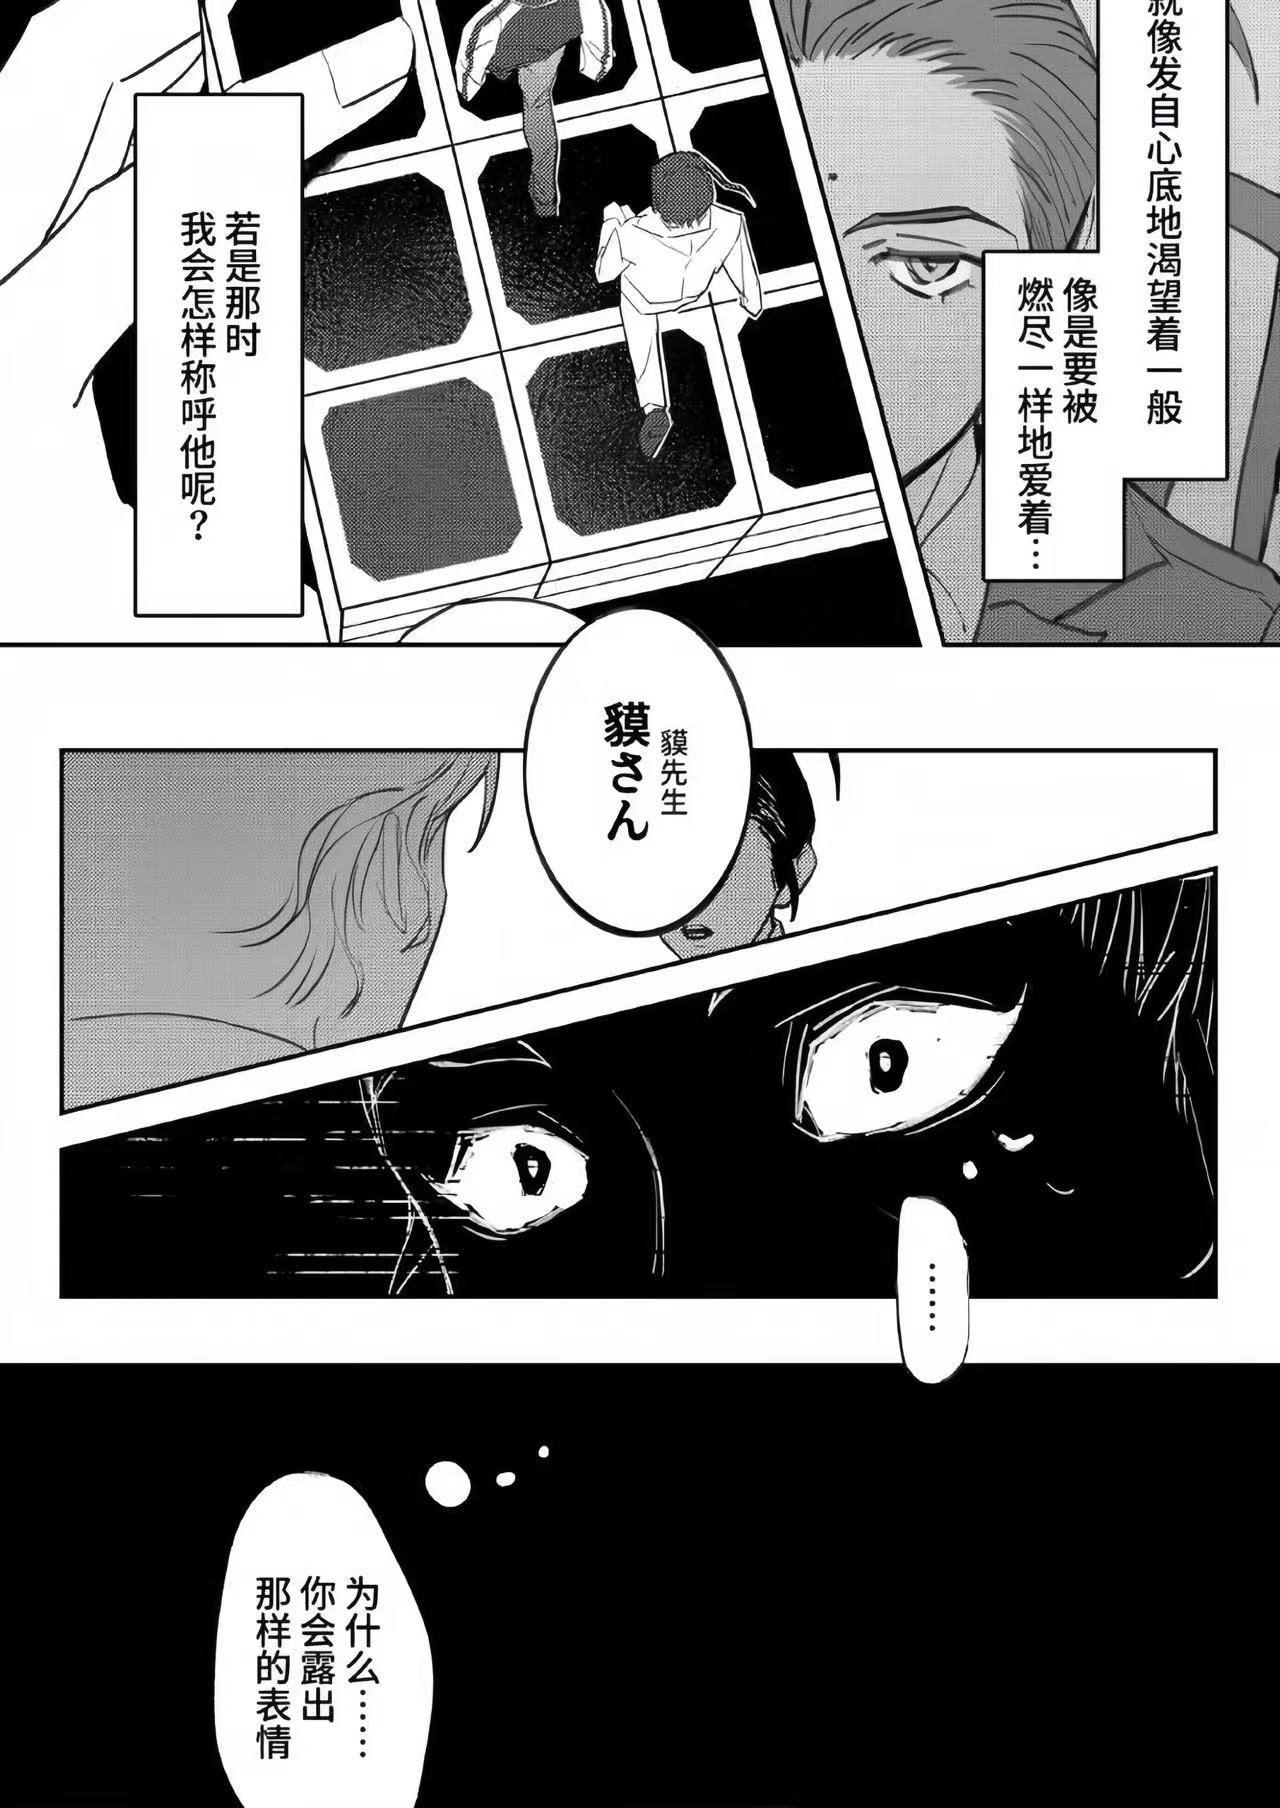 就像发自心底地渴望着一般
像是要被
燃尽一样地爱着…
若是那时
我会怎样称呼他呢？
貘先生
貘さん
……
为什么……
你会露出
那样的表情